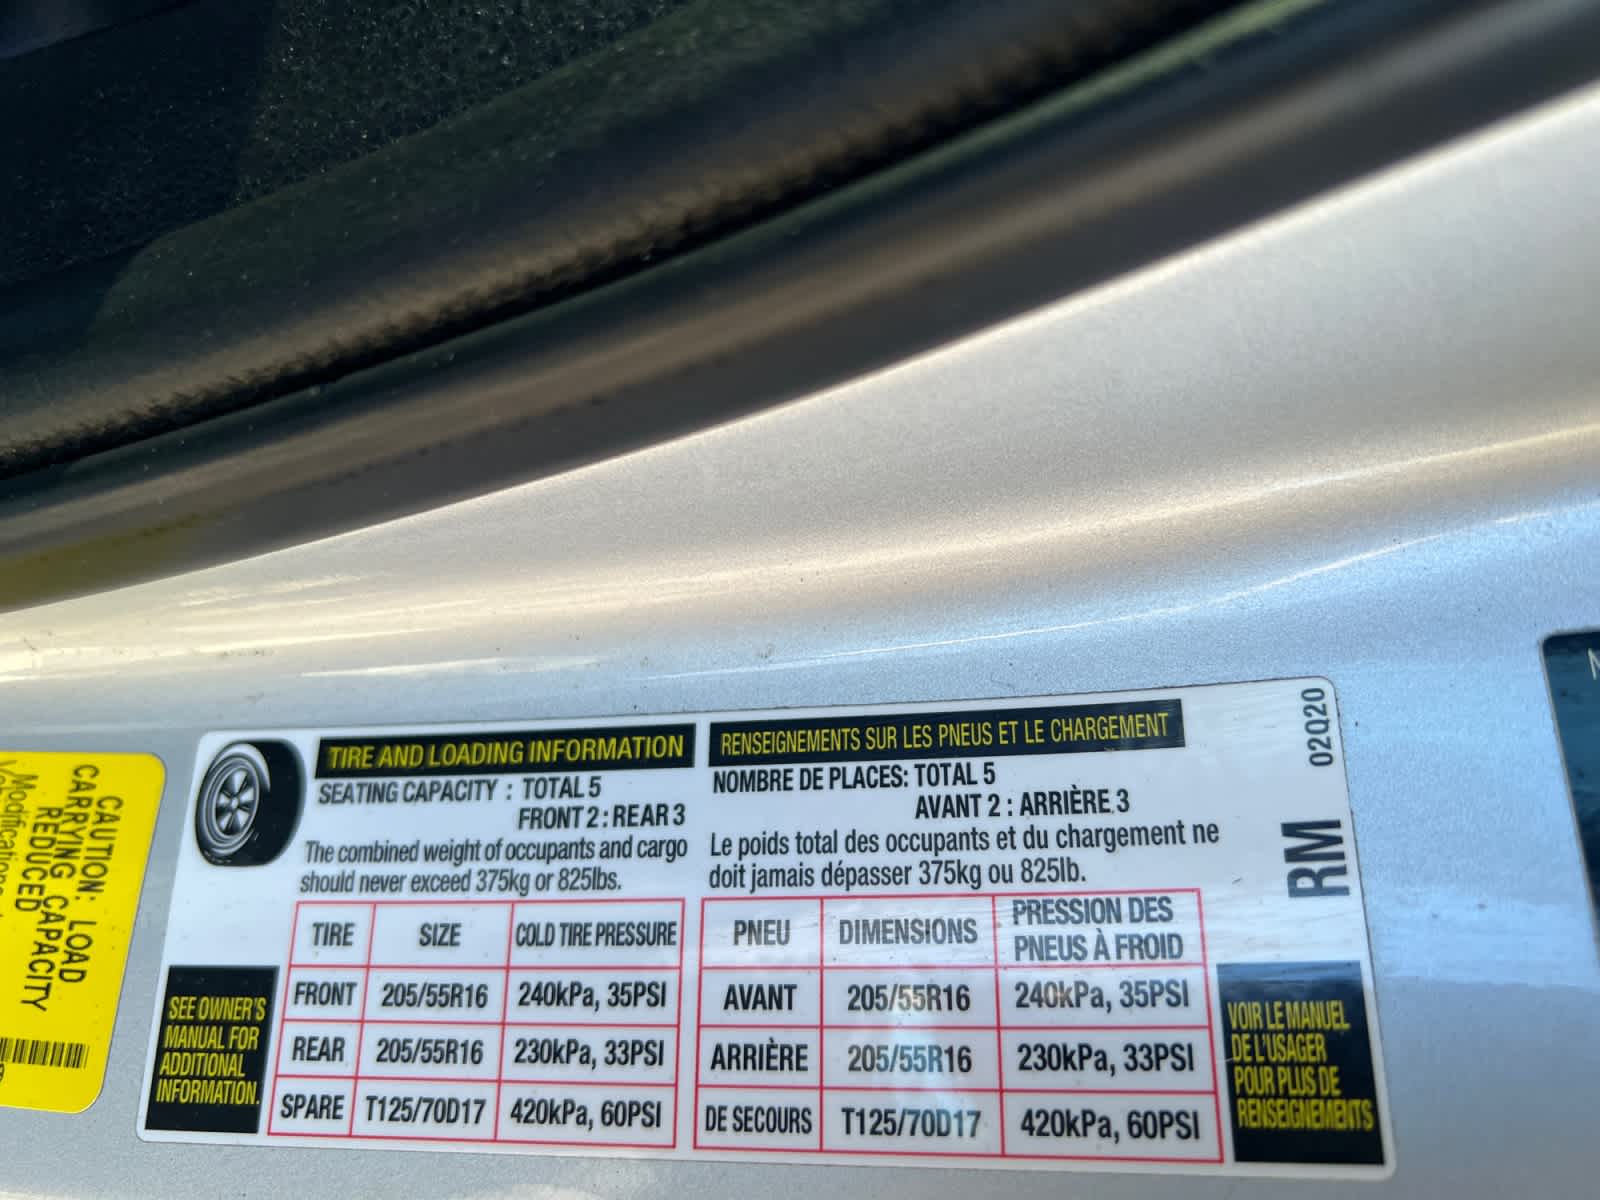 CAUTION: LOAD
CARRYING CAPACITY
REDUCED
TIRE AND LOADING INFORMATION
SEATING CAPACITY : TOTAL 5
FRONT 2 : REAR 3
The combined weight of occupants and cargo
should never exceed 375kg or 825lbs.
TIRE SIZE COLD TIRE PRESSURE
FRONT 205/55R16 240kPa, 35PSI
REAR 205/55R16 230kPa, 33PSI
SPARE T125/70D17 420kPa, 60PSI
SEE OWNER'S
MANUAL FOR
ADDITIONAL
INFORMATION.
RENSEIGNEMENTS SUR LES PNEUS ET LE CHARGEMENT
NOMBRE DE PLACES: TOTAL 5
AVANT 2 : ARRIÈRE 3
Le poids total des occupants et du chargement ne
doit jamais dépasser 375kg ou 825lb.
PNEU DIMENSIONS PRESSION DES
PNEUS À FROID
AVANT 205/55R16 240kPa, 35PSI
ARRIÈRE 205/55R16 230kPa, 33PSI
DE SECOURS T125/70D17 420kPa, 60PSI
VOIR LE MANUEL
DE L'USAGER
POUR PLUS DE
RENSEIGNEMENTS
02Q20
RM